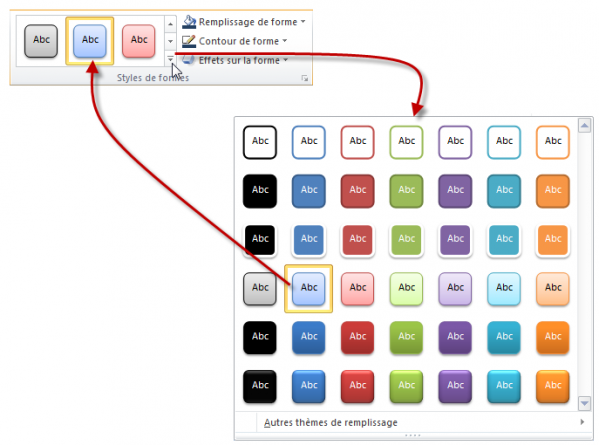 Abc Abc Abc
Remplissage de forme
Contour de forme
Effets sur la forme
Styles de formes
Abc Abc Abc Abc Abc Abc Abc
Abc Abc Abc Abc Abc Abc Abc
Abc Abc Abc Abc Abc Abc Abc
Abc Abc Abc Abc Abc Abc Abc
Abc Abc Abc Abc Abc Abc Abc
Abc Abc Abc Abc Abc Abc Abc
Autres thèmes de remplissage